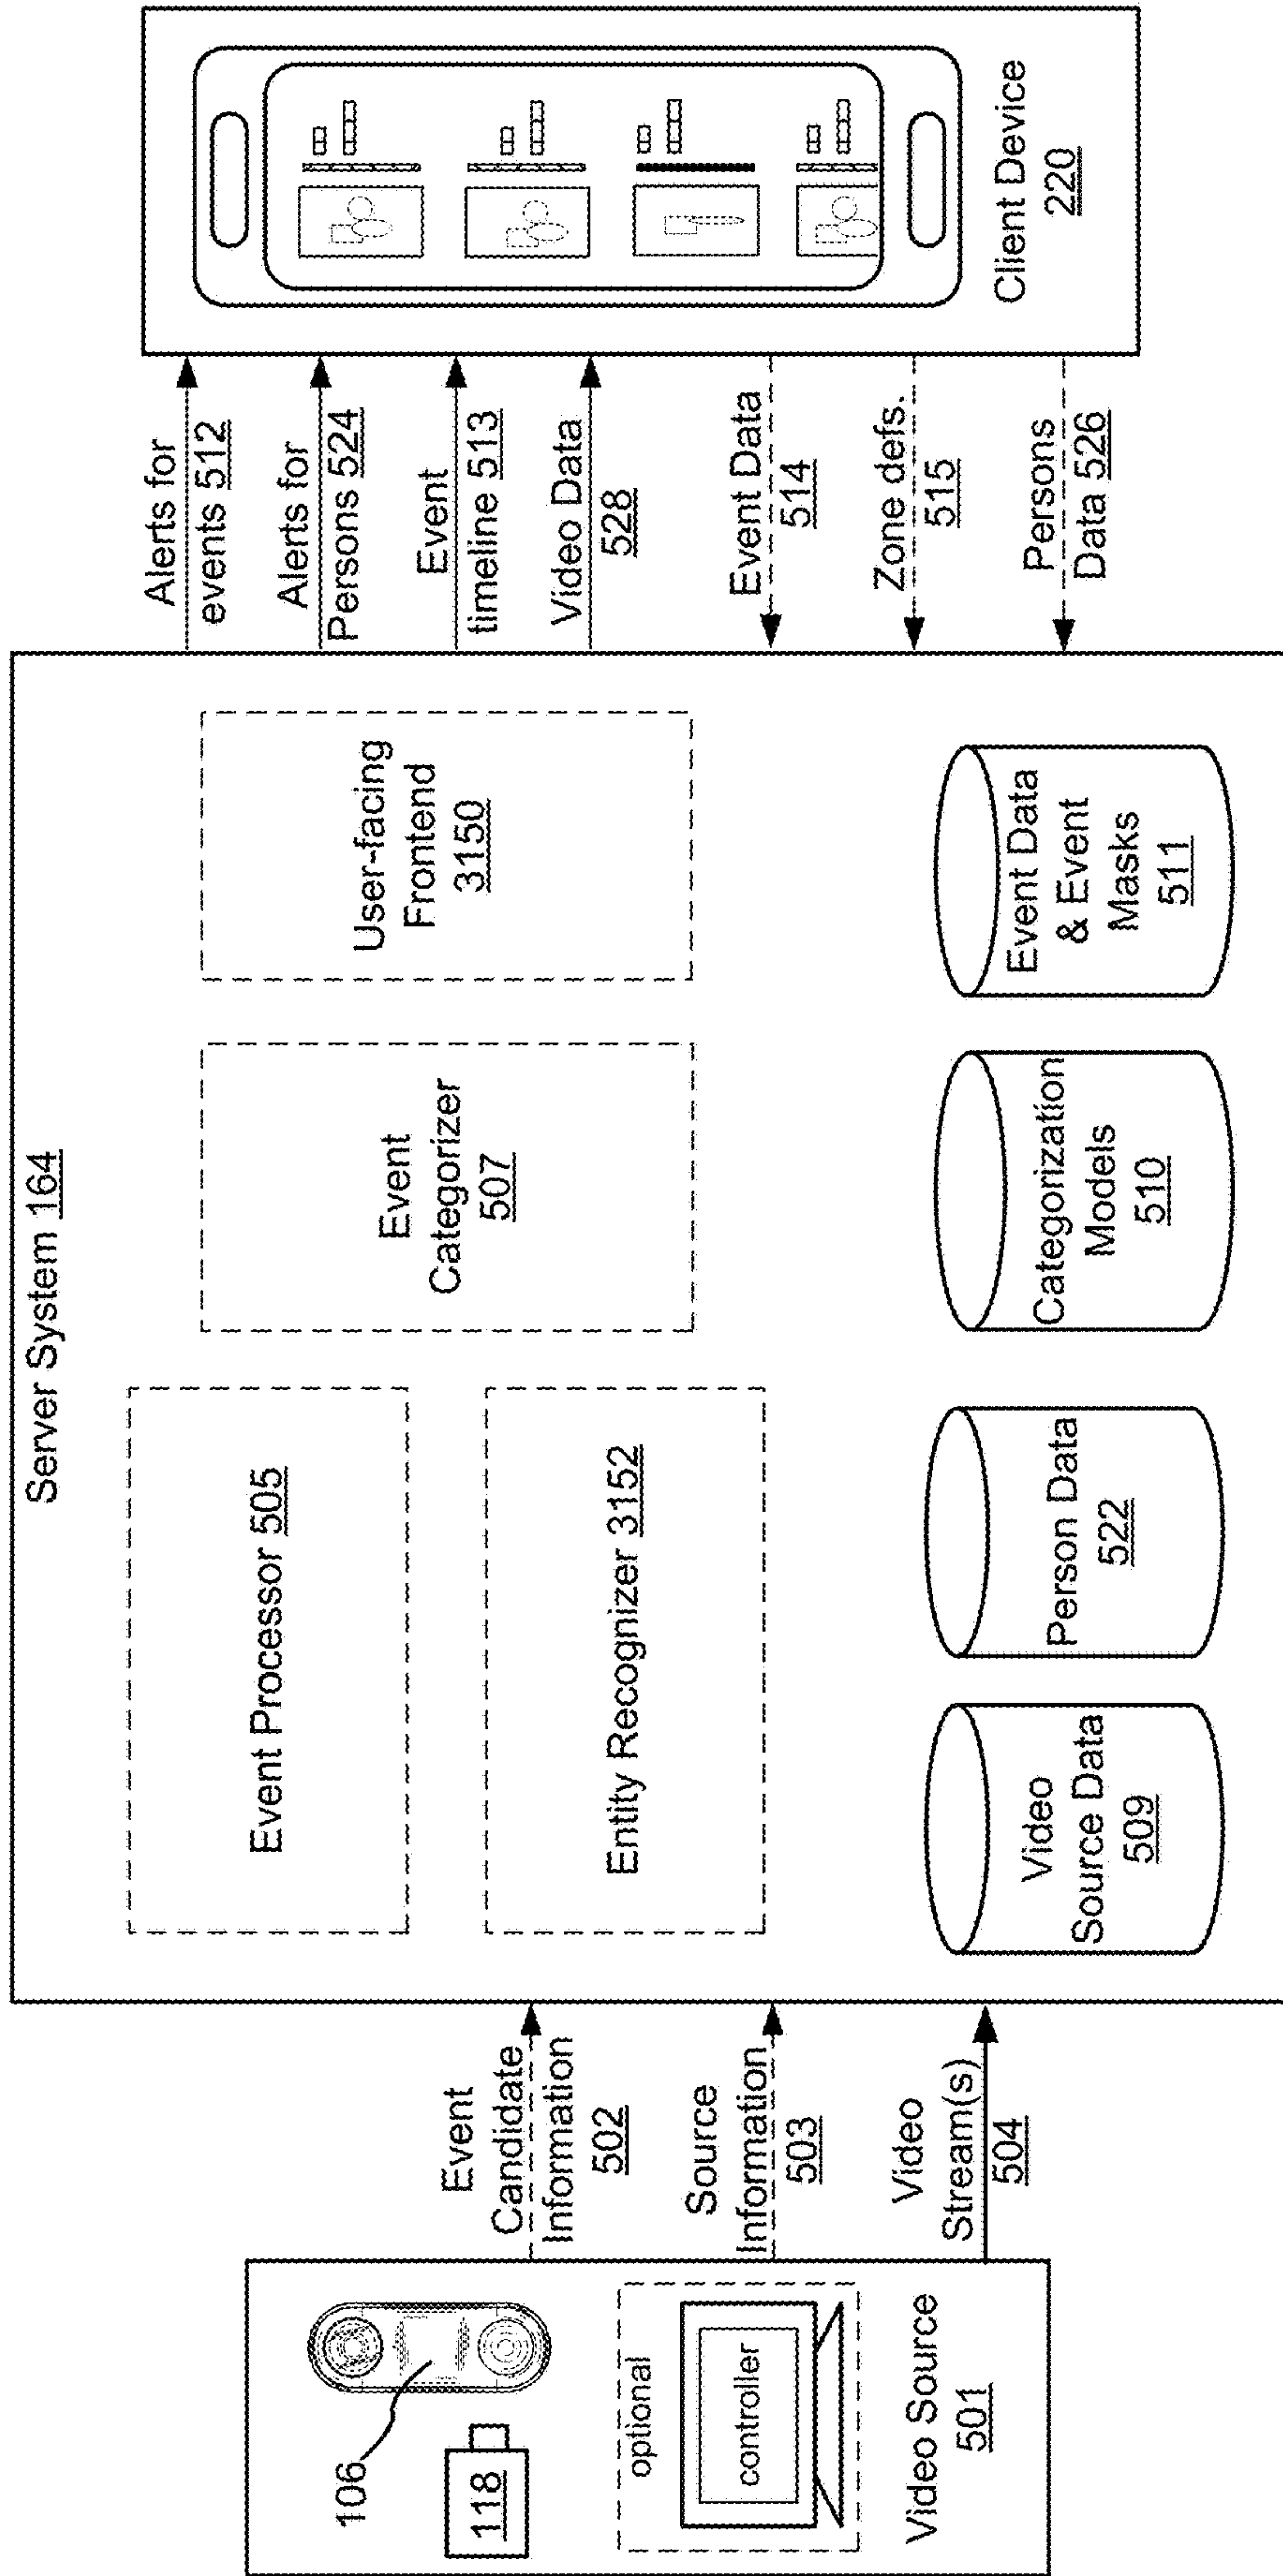 Server System 164
106
118
optional
controller
Video Source
501
Event
Candidate
Information
502
Source
Information
503
Video
Stream(s)
504
Event Processor 505
Entity Recognizer 3152
Event
Categorizer
507
User-facing
Frontend
3150
Video
Source Data
509
Person Data
522
Categorization
Models
510
Event Data
& Event
Masks
511
Alerts for
events 512
Alerts for
Persons 524
Event
timeline 513
Video Data
528
Event Data
514
Zone defs.
515
Persons
Data 526
Client Device
220